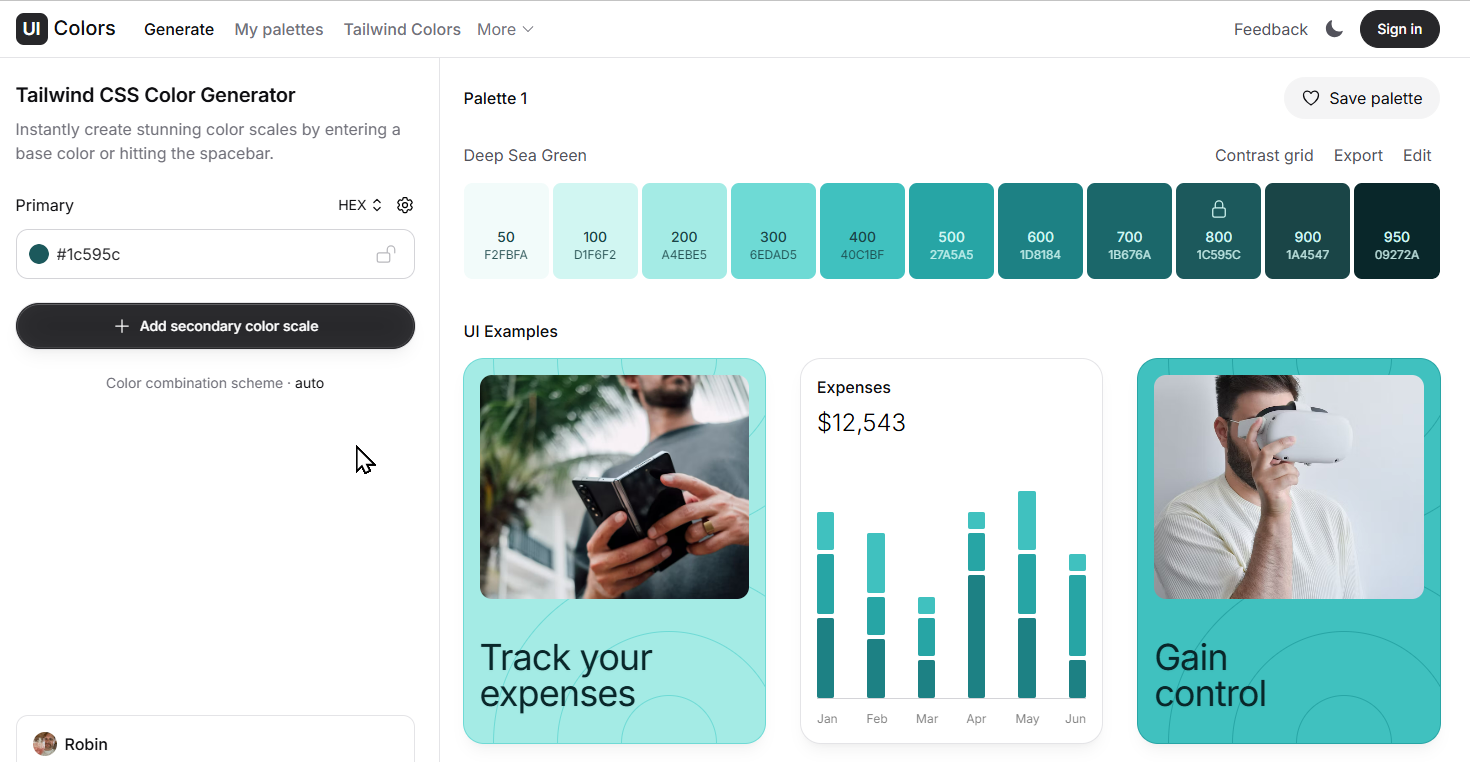 UI Colors Generate My palettes Tailwind Colors More Feedback Sign in
Tailwind CSS Color Generator
Instantly create stunning color scales by entering a
base color or hitting the spacebar.
Primary HEX
#1c595c
Add secondary color scale
Color combination scheme · auto
Robin
Palette 1 Save palette
Deep Sea Green Contrast grid Export Edit
50 100 200 300 400 500 600 700 800 900 950
F2FBFA D1F6F2 A4EBE5 6EDAD5 40C1BF 27A5A5 1D8184 1B676A 1C595C 1A4547 09272A
UI Examples
Track your
expenses
Expenses
$12,543
Jan Feb Mar Apr May Jun
Gain
control